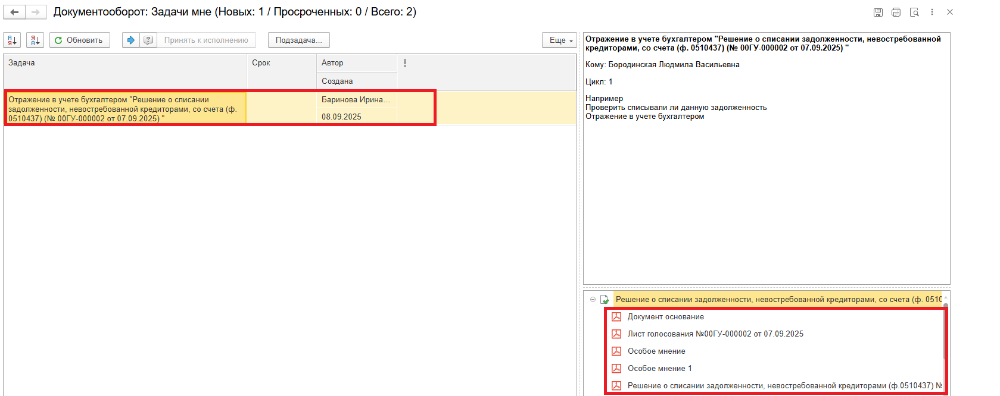 Документооборот: Задачи мне (Новых: 1 / Просроченных: 0 / Всего: 2)
Обновить
Принять к исполнению
Подзадача...
Еще
Задача
Срок
Автор
Создана
Отражение в учете бухгалтером "Решение о списании
задолженности, невостребованной кредиторами, со счета (ф.
0510437) (№ 00ГУ-000002 от 07.09.2025) "
Баринова Ирина...
08.09.2025
Отражение в учете бухгалтером "Решение о списании задолженности, невостребованной
кредиторами, со счета (ф. 0510437) (№ 00ГУ-000002 от 07.09.2025) "
Кому: Бородинская Людмила Васильевна
Цикл: 1
Например
Проверить списывали ли данную задолженность
Отражение в учете бухгалтером
Решение о списании задолженности, невостребованной кредиторами, со счета (ф. 0510
Документ основание
Лист голосования №00ГУ-000002 от 07.09.2025
Особое мнение
Особое мнение 1
Решение о списании задолженности, невостребованной кредиторами (ф.0510437) №